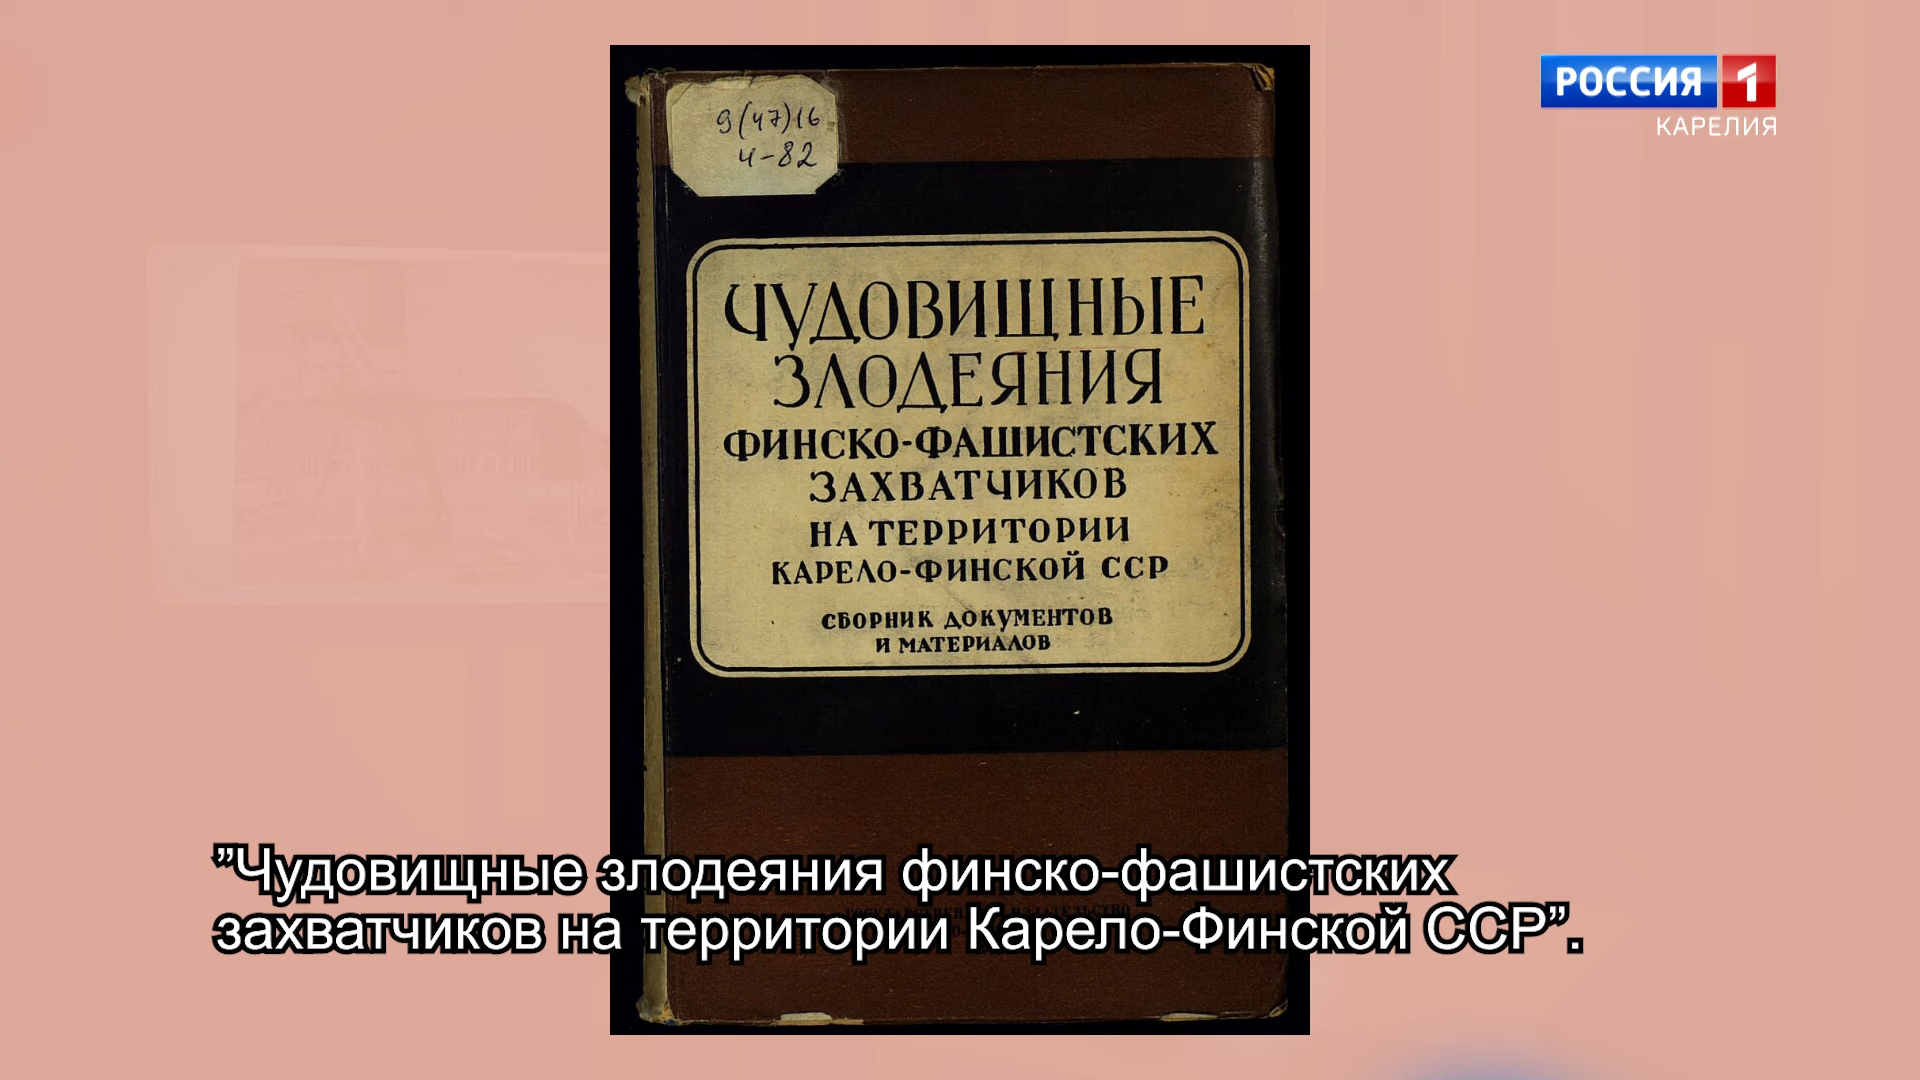 РОССИЯ 1
КАРЕЛИЯ
9(47)16
Ч-82
ЧУДОВИЩНЫЕ
ЗЛОДЕЯНИЯ
ФИНСКО-ФАШИСТСКИХ
ЗАХВАТЧИКОВ
НА ТЕРРИТОРИИ
КАРЕЛО-ФИНСКОЙ ССР
СБОРНИК ДОКУМЕНТОВ
И МАТЕРИАЛОВ
”Чудовищные злодеяния финско-фашистских
захватчиков на территории Карело-Финской ССР”.